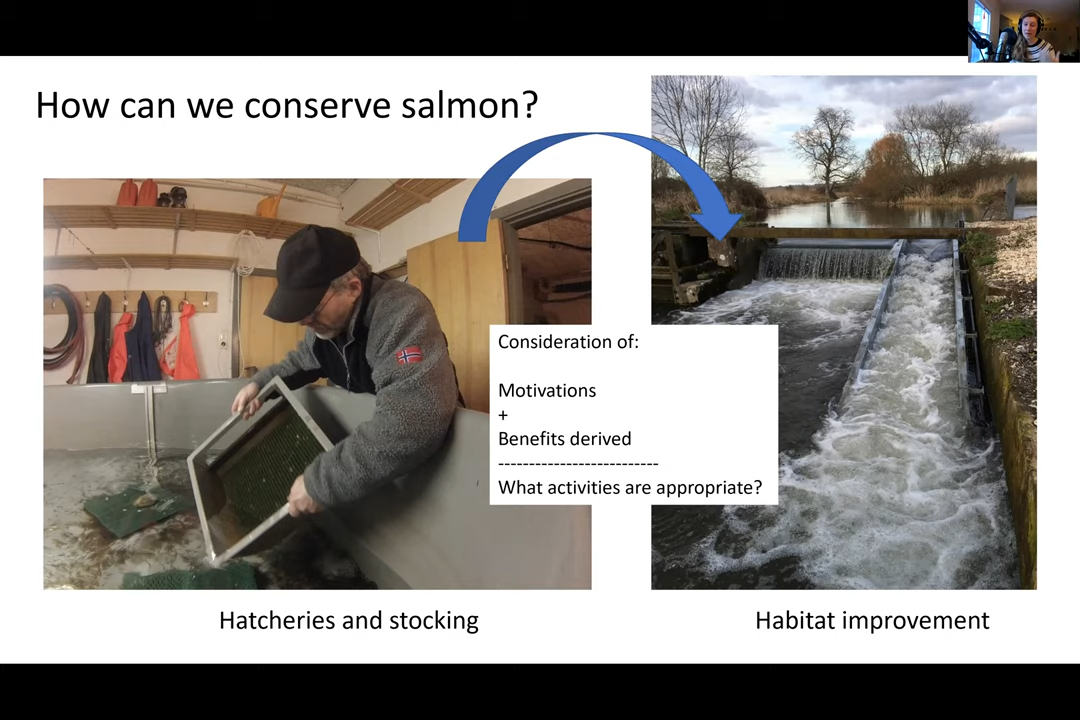 How can we conserve salmon?
Consideration of:
Motivations
+
Benefits derived
--------------------------
What activities are appropriate?
Hatcheries and stocking
Habitat improvement